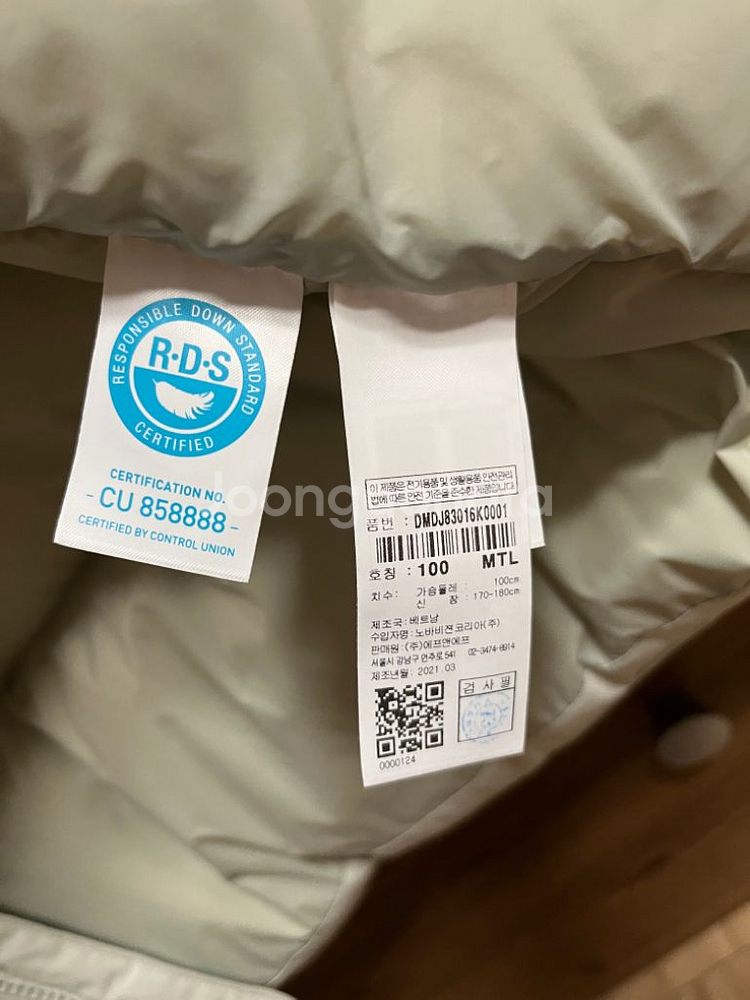 RESPONSIBLE DOWN STANDARD
R·D·S
CERTIFIED
CERTIFICATION NO.
- CU 858888 -
CERTIFIED BY CONTROL UNION
이 제품은 전기용품 및 생활용품 안전관리
법에 따른 안전 기준을 준수한 제품입니다
품번 : DMDJ83016K0001
호칭 : 100 MTL
치수: 가슴둘레 : 100cm
신 장 : 170-180cm
제조국: 베트남
수입자명: 노바비젼코리아(주)
판매원: (주)에프앤에프
서울시 강남구 언주로 541 02-3474-8914
제조년월: 2021.03
검사필
0000124